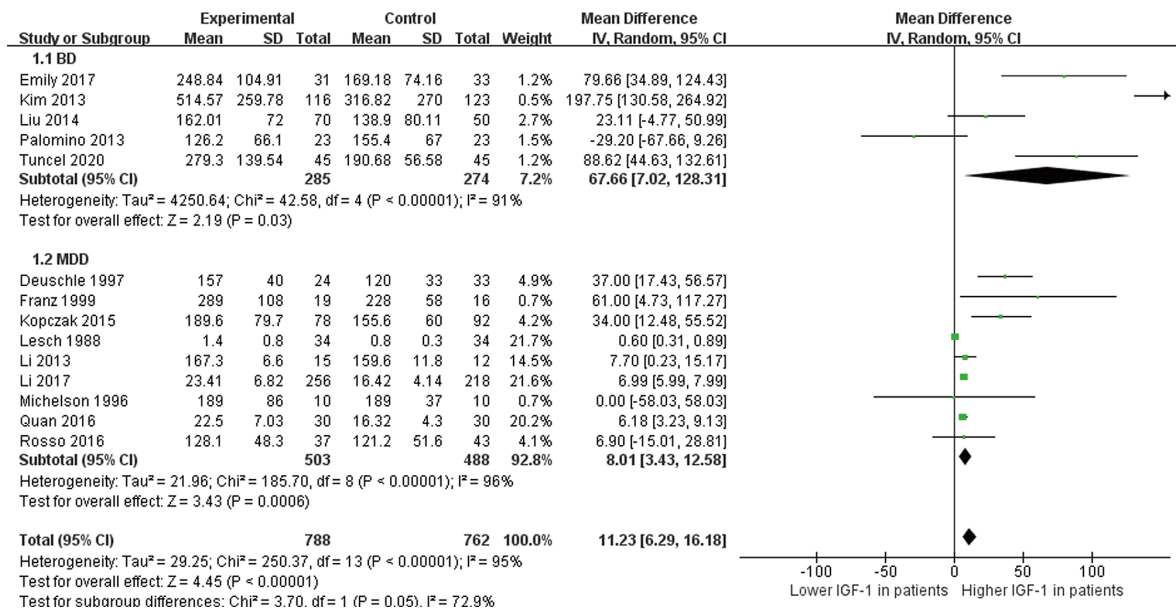 Experimental Control Mean Difference Mean Difference
Study or Subgroup Mean SD Total Mean SD Total Weight IV, Random, 95% CI IV, Random, 95% CI
1.1 BD
Emily 2017 248.84 104.91 31 169.18 74.16 33 1.2% 79.66 [34.89, 124.43]
Kim 2013 514.57 259.78 116 316.82 270 123 0.5% 197.75 [130.58, 264.92]
Liu 2014 162.01 72 70 138.9 80.11 50 2.7% 23.11 [-4.77, 50.99]
Palomino 2013 126.2 66.1 23 155.4 67 23 1.5% -29.20 [-67.66, 9.26]
Tuncel 2020 279.3 139.54 45 190.68 56.58 45 1.2% 88.62 [44.63, 132.61]
Subtotal (95% CI) 285 274 7.2% 67.66 [7.02, 128.31]
Heterogeneity: Tau² = 4250.64; Chi² = 42.58, df = 4 (P < 0.00001); I² = 91%
Test for overall effect: Z = 2.19 (P = 0.03)
1.2 MDD
Deuschle 1997 157 40 24 120 33 33 4.9% 37.00 [17.43, 56.57]
Franz 1999 289 108 19 228 58 16 0.7% 61.00 [4.73, 117.27]
Kopczak 2015 189.6 79.7 78 155.6 60 92 4.2% 34.00 [12.48, 55.52]
Lesch 1988 1.4 0.8 34 0.8 0.3 34 21.7% 0.60 [0.31, 0.89]
Li 2013 167.3 6.6 15 159.6 11.8 12 14.5% 7.70 [0.23, 15.17]
Li 2017 23.41 6.82 256 16.42 4.14 218 21.6% 6.99 [5.99, 7.99]
Michelson 1996 189 86 10 189 37 10 0.7% 0.00 [-58.03, 58.03]
Quan 2016 22.5 7.03 30 16.32 4.3 30 20.2% 6.18 [3.23, 9.13]
Rosso 2016 128.1 48.3 37 121.2 51.6 43 4.1% 6.90 [-15.01, 28.81]
Subtotal (95% CI) 503 488 92.8% 8.01 [3.43, 12.58]
Heterogeneity: Tau² = 21.96; Chi² = 185.70, df = 8 (P < 0.00001); I² = 96%
Test for overall effect: Z = 3.43 (P = 0.0006)
Total (95% CI) 788 762 100.0% 11.23 [6.29, 16.18]
Heterogeneity: Tau² = 29.25; Chi² = 250.37, df = 13 (P < 0.00001); I² = 95%
Test for overall effect: Z = 4.45 (P < 0.00001)
Test for subgroup differences: Chi² = 3.70, df = 1 (P = 0.05), I² = 72.9%
-100 -50 0 50 100
Lower IGF-1 in patients Higher IGF-1 in patients